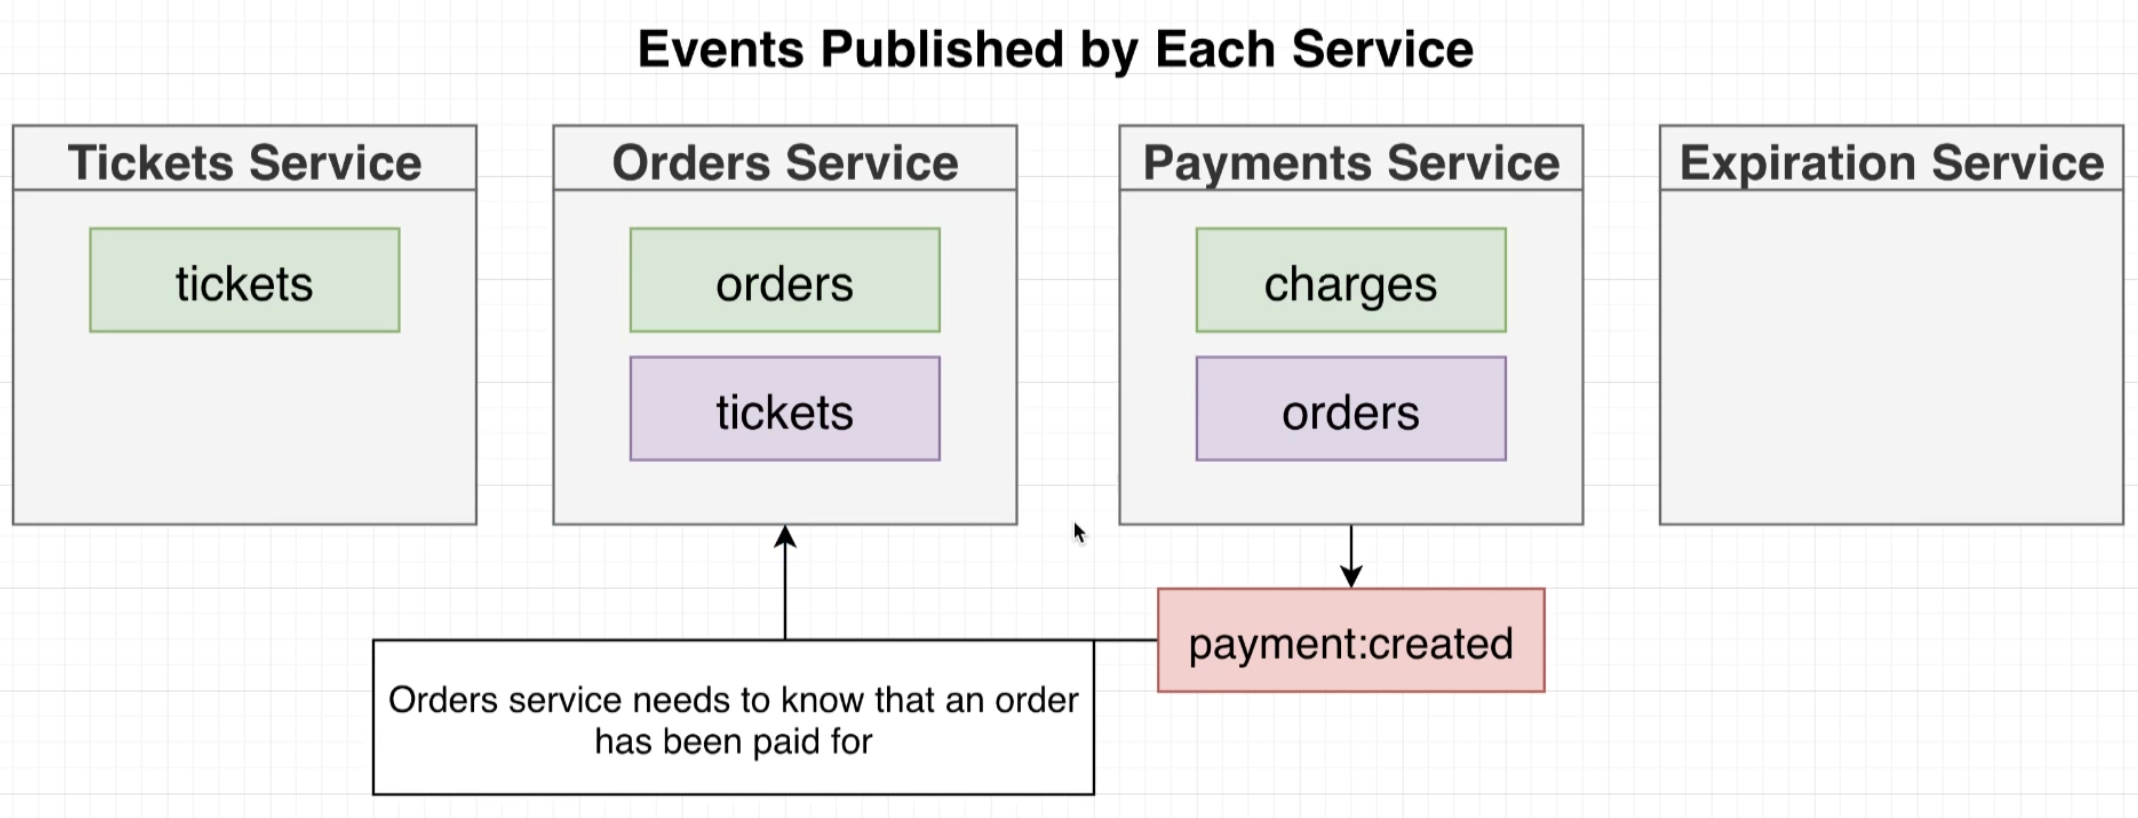 Events Published by Each Service
Tickets Service
tickets
Orders Service
orders
tickets
Payments Service
charges
orders
Expiration Service
payment:created
Orders service needs to know that an order
has been paid for